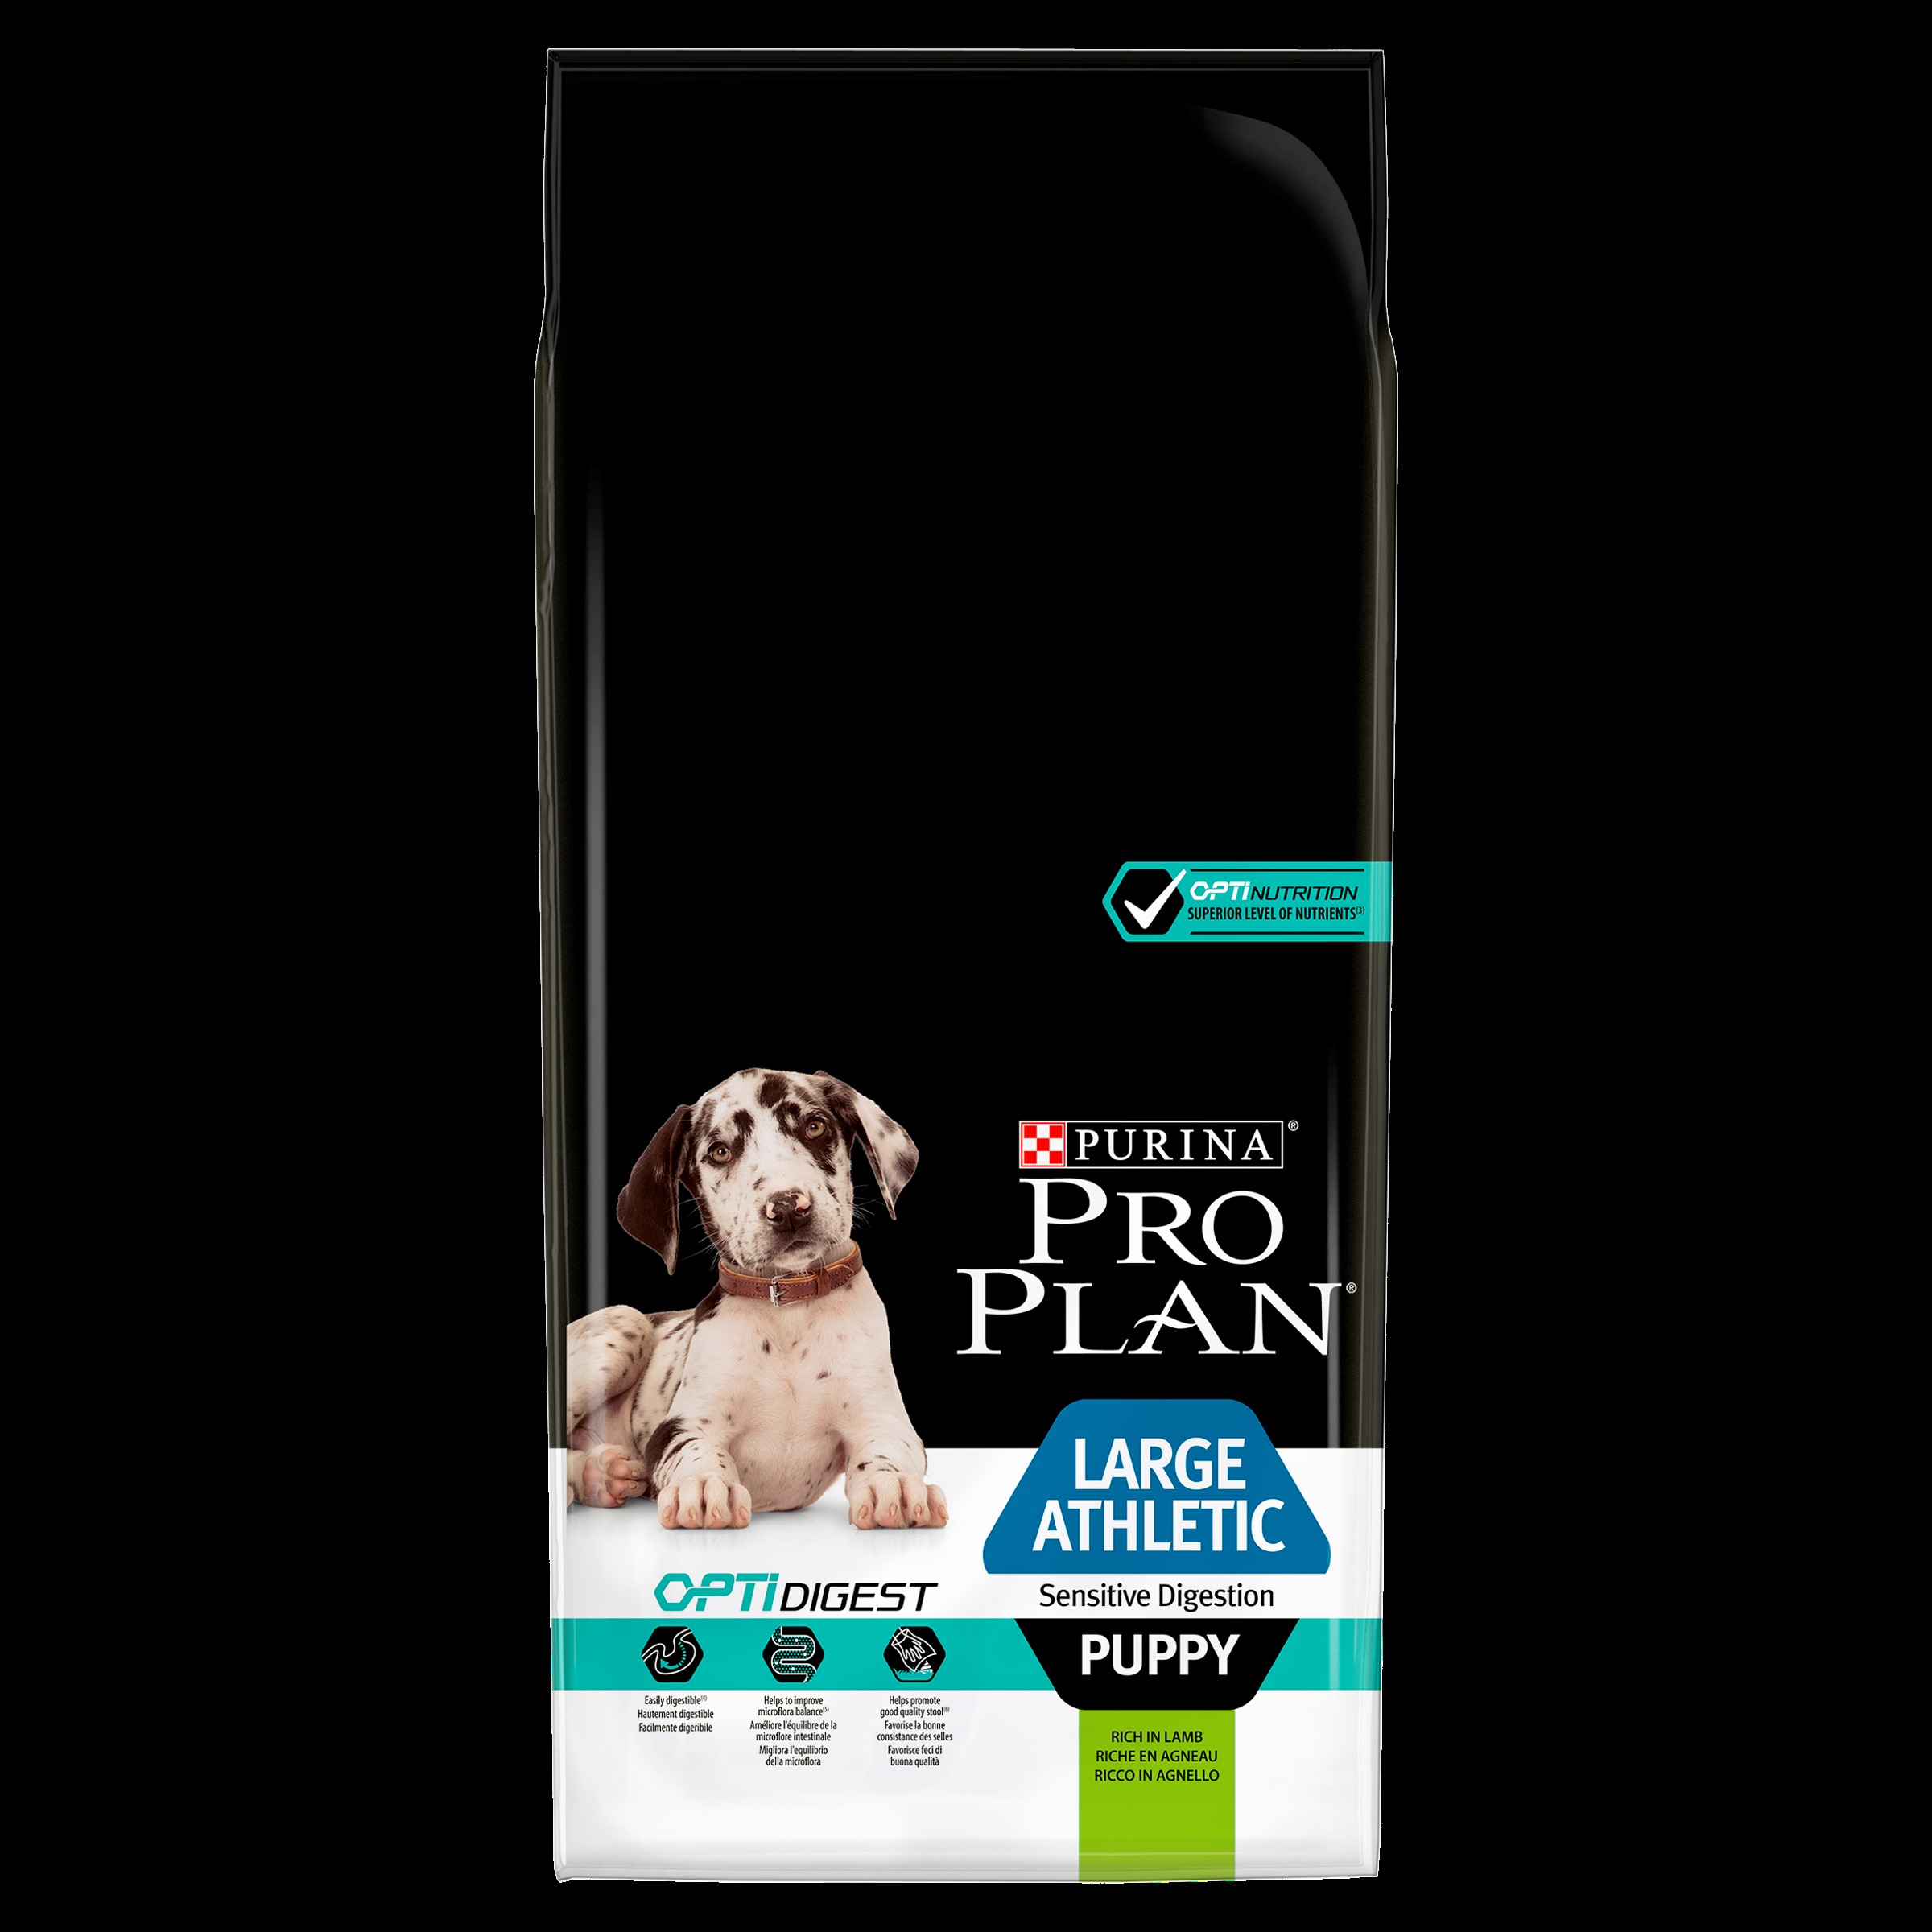 OPTINUTRITION
SUPERIOR LEVEL OF NUTRIENTS(3)
PURINA®
PRO
PLAN®
LARGE
ATHLETIC
Sensitive Digestion
PUPPY
RICH IN LAMB
RICHE EN AGNEAU
RICCO IN AGNELLO
OPTIDIGEST
Easily digestible(4)
Hautement digestible
Facilmente digeribile
Helps to improve
microflora balance(5)
Améliore l'équilibre de la
microflore intestinale
Migliora l'equilibrio
della microflora
Helps promote
good quality stool(6)
Favorise la bonne
consistance des selles
Favorisce feci di
buona qualità